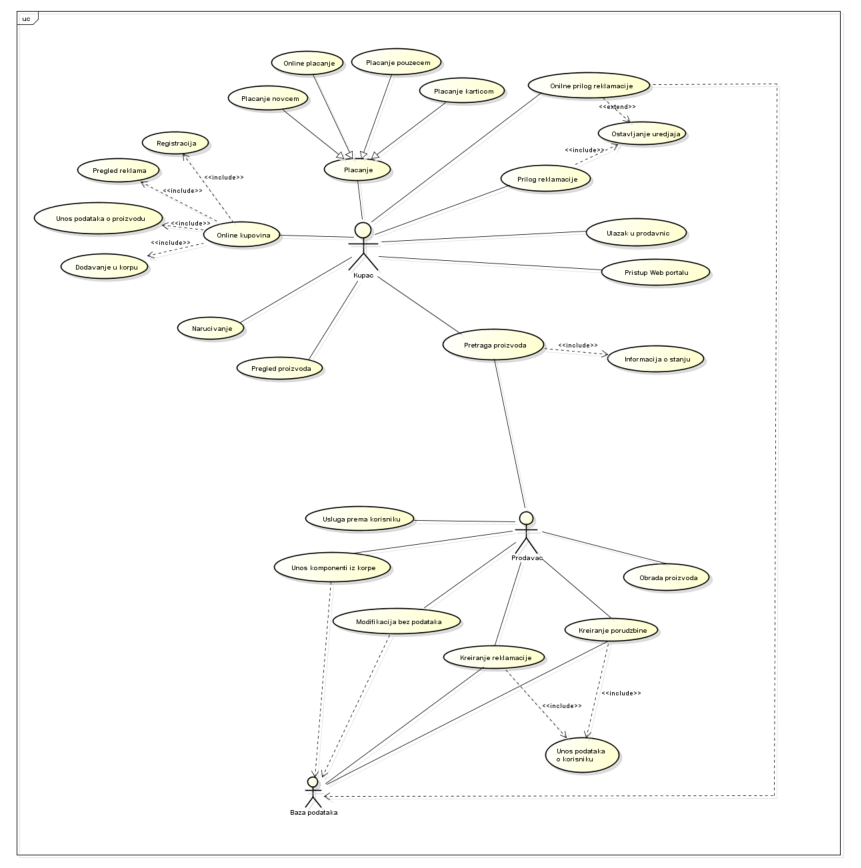 uc
Online placanje
Placanje pouzecem
Placanje novcem
Placanje karticom
Onilne prilog reklamacije
<<extend>>
Ostavljanje uredjaja
Registracija
<<include>>
Pregled reklama
<<include>>
Placanje
Prilog reklamacije
<<include>>
Unos podataka o proizvodu
<<include>>
Online kupovina
<<include>>
Dodavanje u korpu
Kupac
Ulazak u prodavnic
Pristup Web portalu
Narucivanje
Pregled proizvoda
Pretraga proizvoda
<<include>>
Informacija o stanju
Usluga prema korisniku
Prodavac
Unos komponenti iz korpe
Obrada proizvoda
Modifikacija bez podataka
Kreiranje porudzbine
Kreiranje reklamacije
<<include>>
<<include>>
Unos podataka
o korisniku
Baza podataka